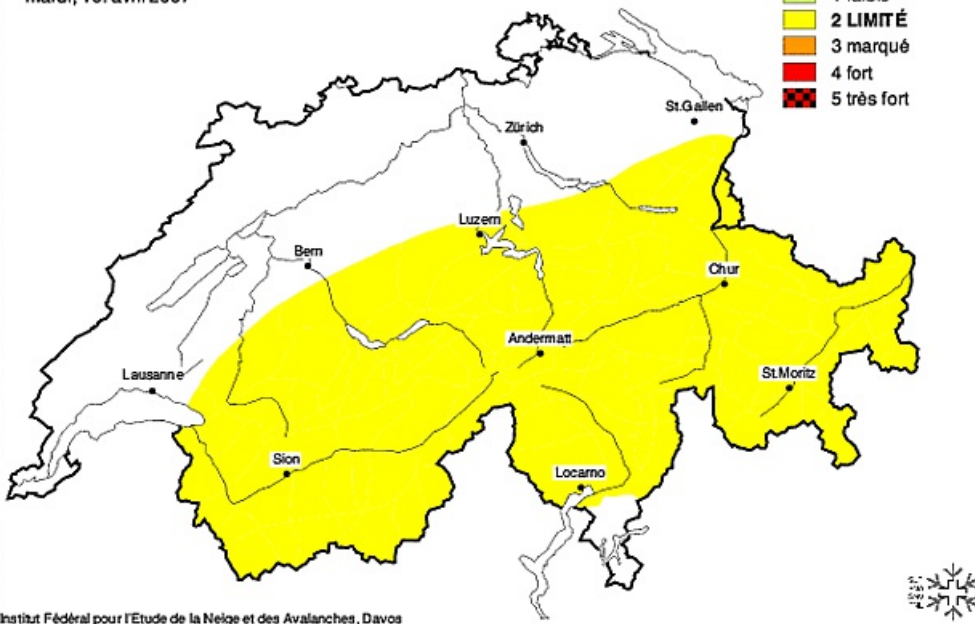 2 LIMITÉ
3 marqué
4 fort
5 très fort
St.Gallen
Zürich
Luzern
Bern
Chur
Andermatt
Lausanne
St.Moritz
Sion
Locarno
Institut Fédéral pour l'Etude de la Neige et des Avalanches, Davos